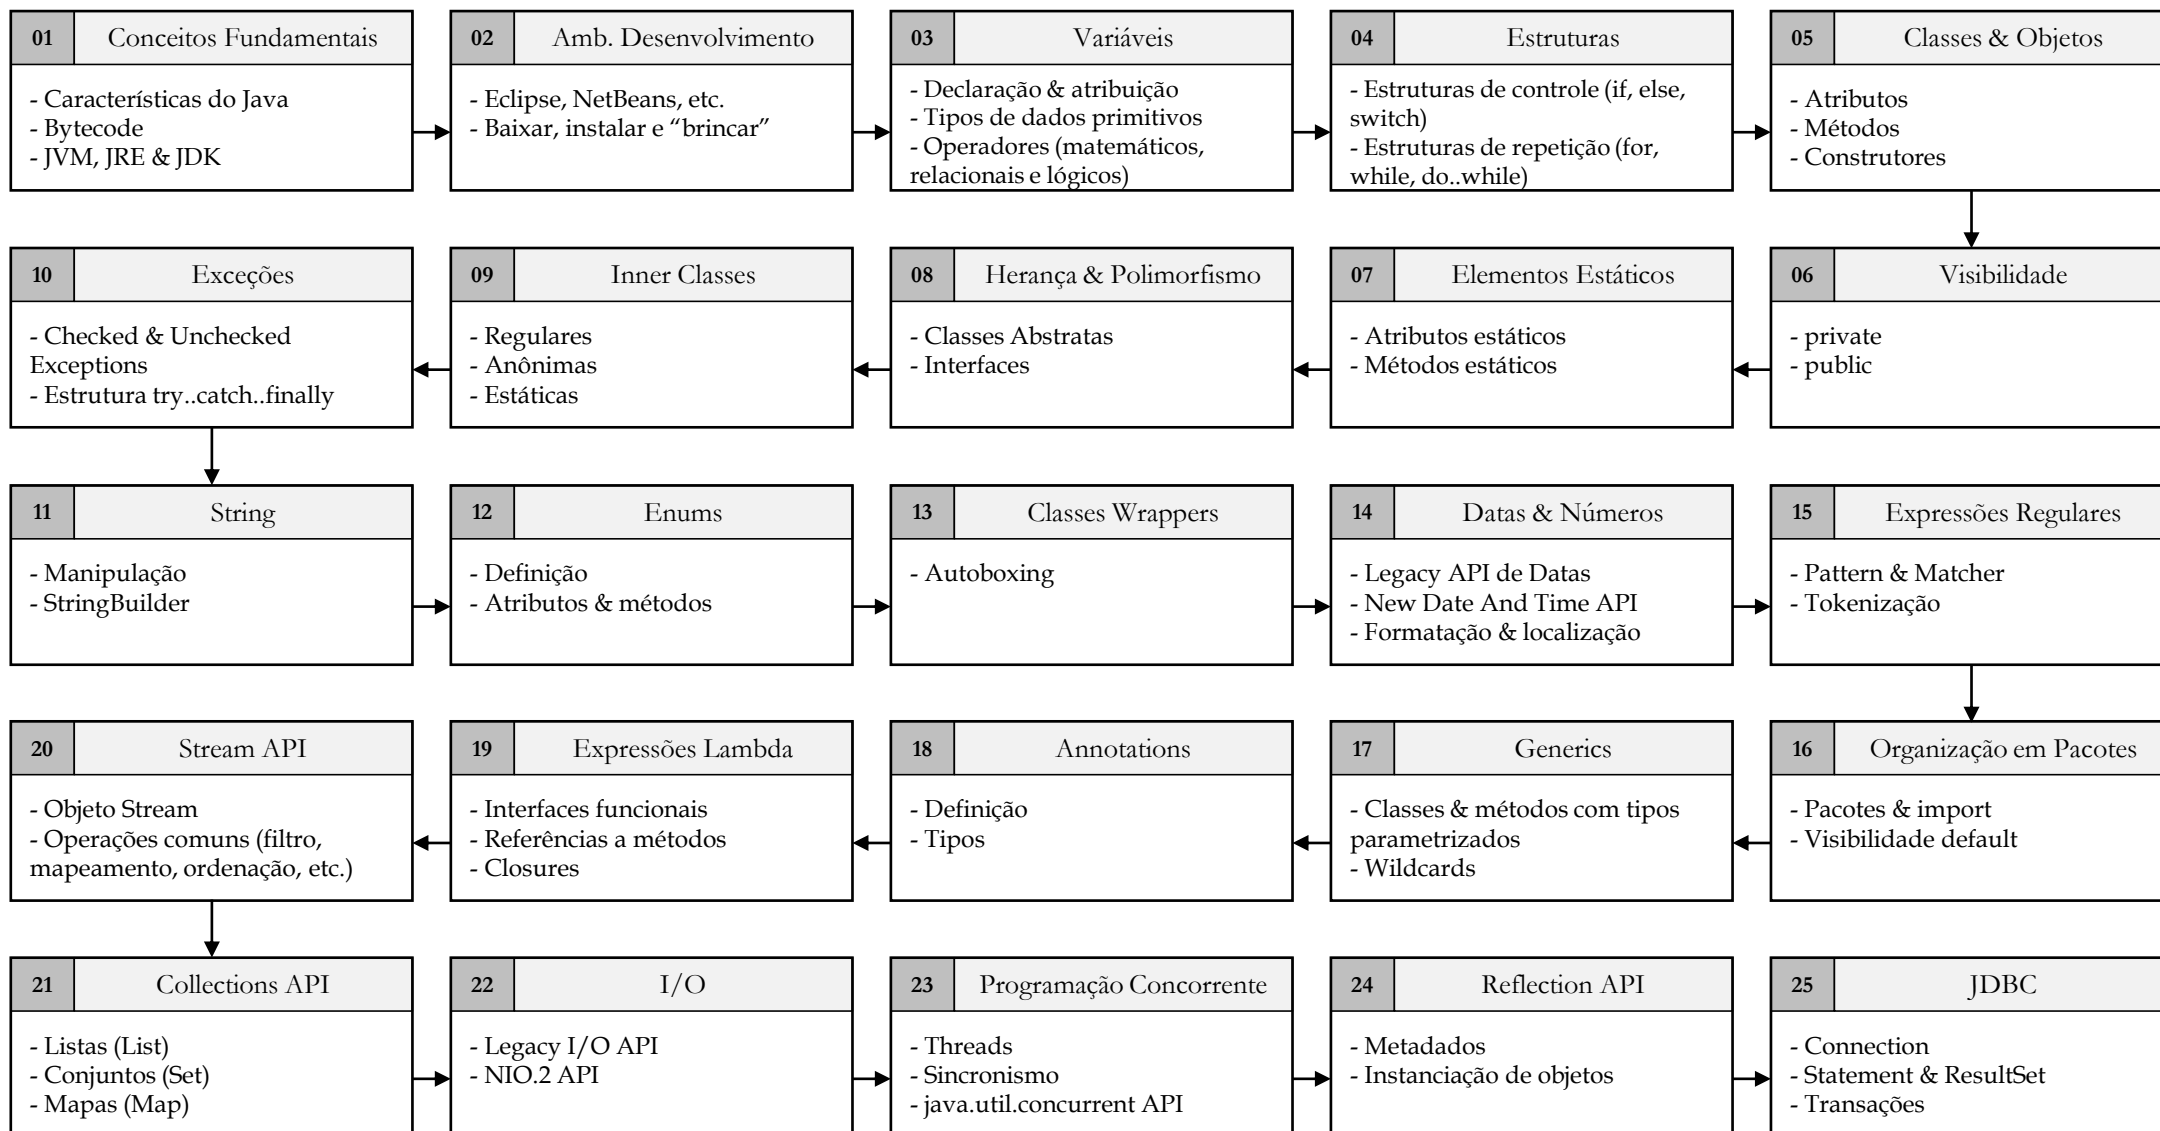 01 Conceitos Fundamentais
- Características do Java
- Bytecode
- JVM, JRE & JDK
02 Amb. Desenvolvimento
- Eclipse, NetBeans, etc.
- Baixar, instalar e “brincar”
03 Variáveis
- Declaração & atribuição
- Tipos de dados primitivos
- Operadores (matemáticos,
relacionais e lógicos)
04 Estruturas
- Estruturas de controle (if, else,
switch)
- Estruturas de repetição (for,
while, do..while)
05 Classes & Objetos
- Atributos
- Métodos
- Construtores
10 Exceções
- Checked & Unchecked
Exceptions
- Estrutura try..catch..finally
09 Inner Classes
- Regulares
- Anônimas
- Estáticas
08 Herança & Polimorfismo
- Classes Abstratas
- Interfaces
07 Elementos Estáticos
- Atributos estáticos
- Métodos estáticos
06 Visibilidade
- private
- public
11 String
- Manipulação
- StringBuilder
12 Enums
- Definição
- Atributos & métodos
13 Classes Wrappers
- Autoboxing
14 Datas & Números
- Legacy API de Datas
- New Date And Time API
- Formatação & localização
15 Expressões Regulares
- Pattern & Matcher
- Tokenização
20 Stream API
- Objeto Stream
- Operações comuns (filtro,
mapeamento, ordenação, etc.)
19 Expressões Lambda
- Interfaces funcionais
- Referências a métodos
- Closures
18 Annotations
- Definição
- Tipos
17 Generics
- Classes & métodos com tipos
parametrizados
- Wildcards
16 Organização em Pacotes
- Pacotes & import
- Visibilidade default
21 Collections API
- Listas (List)
- Conjuntos (Set)
- Mapas (Map)
22 I/O
- Legacy I/O API
- NIO.2 API
23 Programação Concorrente
- Threads
- Sincronismo
- java.util.concurrent API
24 Reflection API
- Metadados
- Instanciação de objetos
25 JDBC
- Connection
- Statement & ResultSet
- Transações